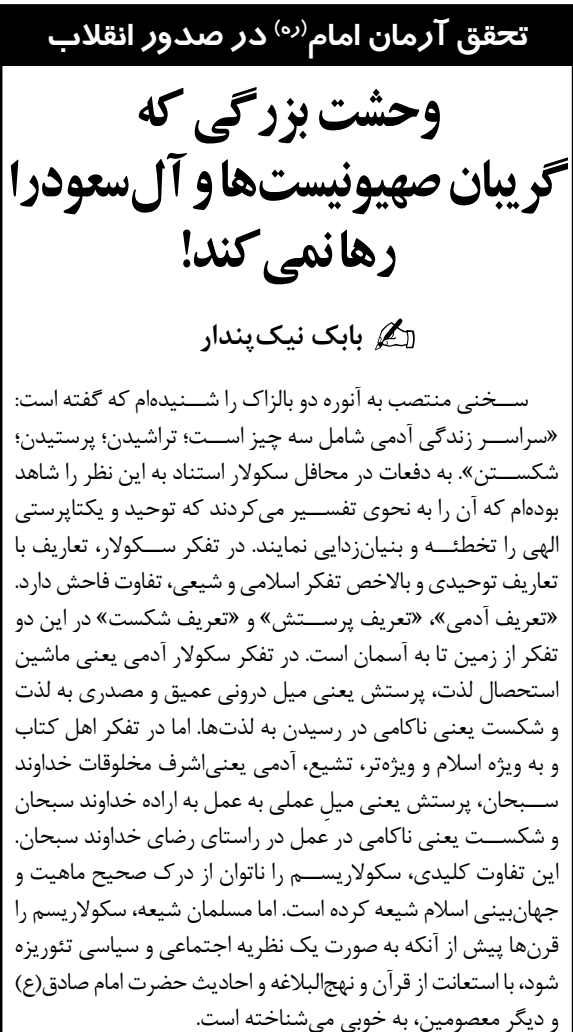 تحقق آرمان امام(ره) در صدور انقلاب
وحشت بزرگی که
گریبان صهیونیست‌ها و آل‌سعود را
رها نمی‌کند!
بابک نیک‌پندار
سخنی منتصب به آنوره دو بالزاک را شنیده‌ام که گفته است:
«سراسر زندگی آدمی شامل سه چیز است؛ تراشیدن؛ پرستیدن؛
شکستن». به دفعات در محافل سکولار استناد به این نظر را شاهد
بوده‌ام که آن را به نحوی تفسیر می‌کردند که توحید و یکتاپرستی
الهی را تخطئه و بنیان‌زدایی نمایند. در تفکر سکولار، تعاریف با
تعاریف توحیدی و بالاخص تفکر اسلامی و شیعی، تفاوت فاحش دارد.
«تعریف آدمی»، «تعریف پرستش» و «تعریف شکست» در این دو
تفکر از زمین تا به آسمان است. در تفکر سکولار آدمی یعنی ماشین
استحصال لذت، پرستش یعنی میل درونی عمیق و مصدری به لذت
و شکست یعنی ناکامی در رسیدن به لذت‌ها. اما در تفکر اهل کتاب
و به ویژه اسلام و ویژه‌تر، تشیع، آدمی یعنی‌اشرف مخلوقات خداوند
سبحان، پرستش یعنی میلِ عملی به عمل به اراده خداوند سبحان
و شکست یعنی ناکامی در عمل در راستای رضای خداوند سبحان.
این تفاوت کلیدی، سکولاریسم را ناتوان از درک صحیح ماهیت و
جهان‌بینی اسلام شیعه کرده است. اما مسلمان شیعه، سکولاریسم را
قرن‌ها پیش از آنکه به صورت یک نظریه اجتماعی و سیاسی تئوریزه
شود، با استعانت از قرآن و نهج‌البلاغه و احادیث حضرت امام صادق(ع)
و دیگر معصومین، به خوبی می‌شناخته است.